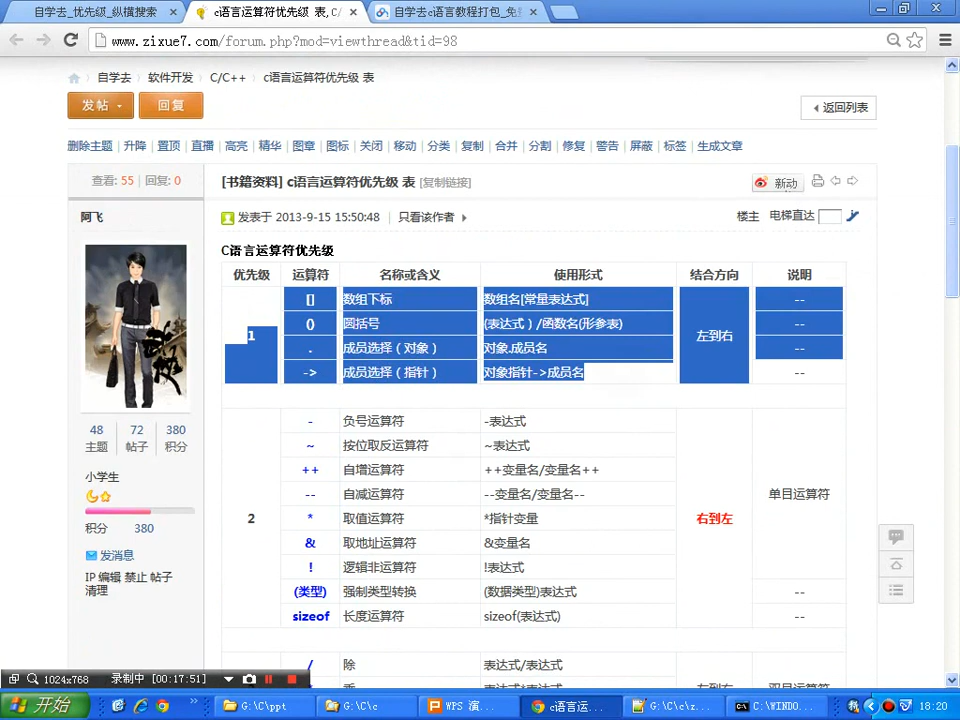 自学去_优先级_纵横搜索
c语言运算符优先级 表, C/
自学去c语言教程打包_免
www.zixue7.com/forum.php?mod=viewthread&tid=98
自学去 › 软件开发 › C/C++ › c语言运算符优先级 表
发帖 回复
返回列表
删除主题 | 升降 | 置顶 | 直播 | 高亮 | 精华 | 图章 | 图标 | 关闭 | 移动 | 分类 | 复制 | 合并 | 分割 | 修复 | 警告 | 屏蔽 | 标签 | 生成文章
查看: 55 | 回复: 0
[书籍资料] c语言运算符优先级 表 [复制链接]
新动
阿飞
发表于 2013-9-15 15:50:48 | 只看该作者
楼主 电梯直达
C语言运算符优先级
优先级 运算符 名称或含义 使用形式 结合方向 说明
1 [] 数组下标 数组名[常量表达式] 左到右 --
() 圆括号 (表达式）/函数名(形参表) --
. 成员选择（对象） 对象.成员名 --
-> 成员选择（指针） 对象指针->成员名 --
2 - 负号运算符 -表达式 右到左 单目运算符
~ 按位取反运算符 ~表达式
++ 自增运算符 ++变量名/变量名++
-- 自减运算符 --变量名/变量名--
* 取值运算符 *指针变量
& 取地址运算符 &变量名
! 逻辑非运算符 !表达式
(类型) 强制类型转换 (数据类型)表达式 --
sizeof 长度运算符 sizeof(表达式) --
/ 除 表达式/表达式
48 72 380
主题 帖子 积分
小学生
积分 380
发消息
IP 编辑 禁止 帖子
清理
1024x768 录制中 [00:17:51]
开始
G:\C\ppt
G:\C\c
WPS 演...
c语言运...
G:\C\c\z...
C:\WINDO...
18:20